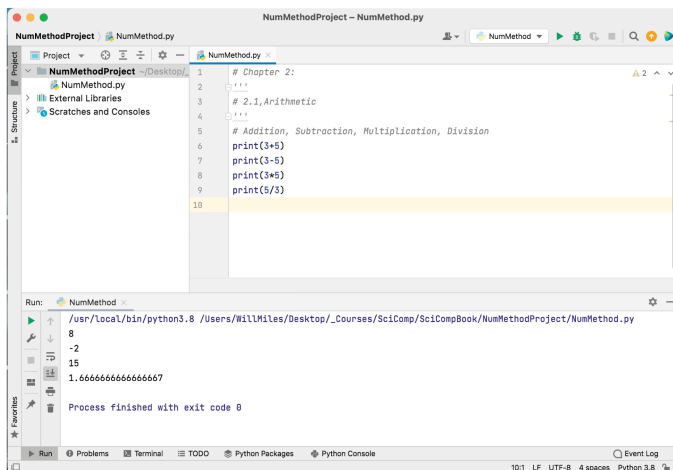 NumMethodProject – NumMethod.py
NumMethodProject NumMethod.py
NumMethod
Project
NumMethod.py
Project
NumMethodProject ~/Desktop/_
NumMethod.py
External Libraries
Scratches and Consoles
Structure
1 # Chapter 2:
2 '''
3 # 2.1,Arithmetic
4 '''
5 # Addition, Subtraction, Multiplication, Division
6 print(3+5)
7 print(3-5)
8 print(3*5)
9 print(5/3)
10
2
Run: NumMethod
/usr/local/bin/python3.8 /Users/WillMiles/Desktop/_Courses/SciComp/SciCompBook/NumMethodProject/NumMethod.py
8
-2
15
1.6666666666666667
Process finished with exit code 0
Favorites
Run Problems Terminal TODO Python Packages Python Console Event Log
10:1 LF UTF-8 4 spaces Python 3.8